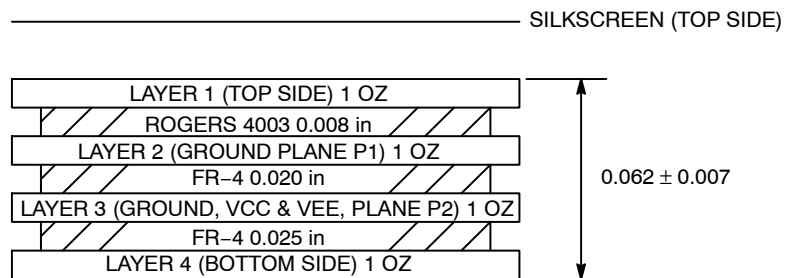 SILKSCREEN (TOP SIDE)
LAYER 1 (TOP SIDE) 1 OZ
ROGERS 4003 0.008 in
LAYER 2 (GROUND PLANE P1) 1 OZ
FR−4 0.020 in
0.062 ± 0.007
LAYER 3 (GROUND, VCC & VEE, PLANE P2) 1 OZ
FR−4 0.025 in
LAYER 4 (BOTTOM SIDE) 1 OZ